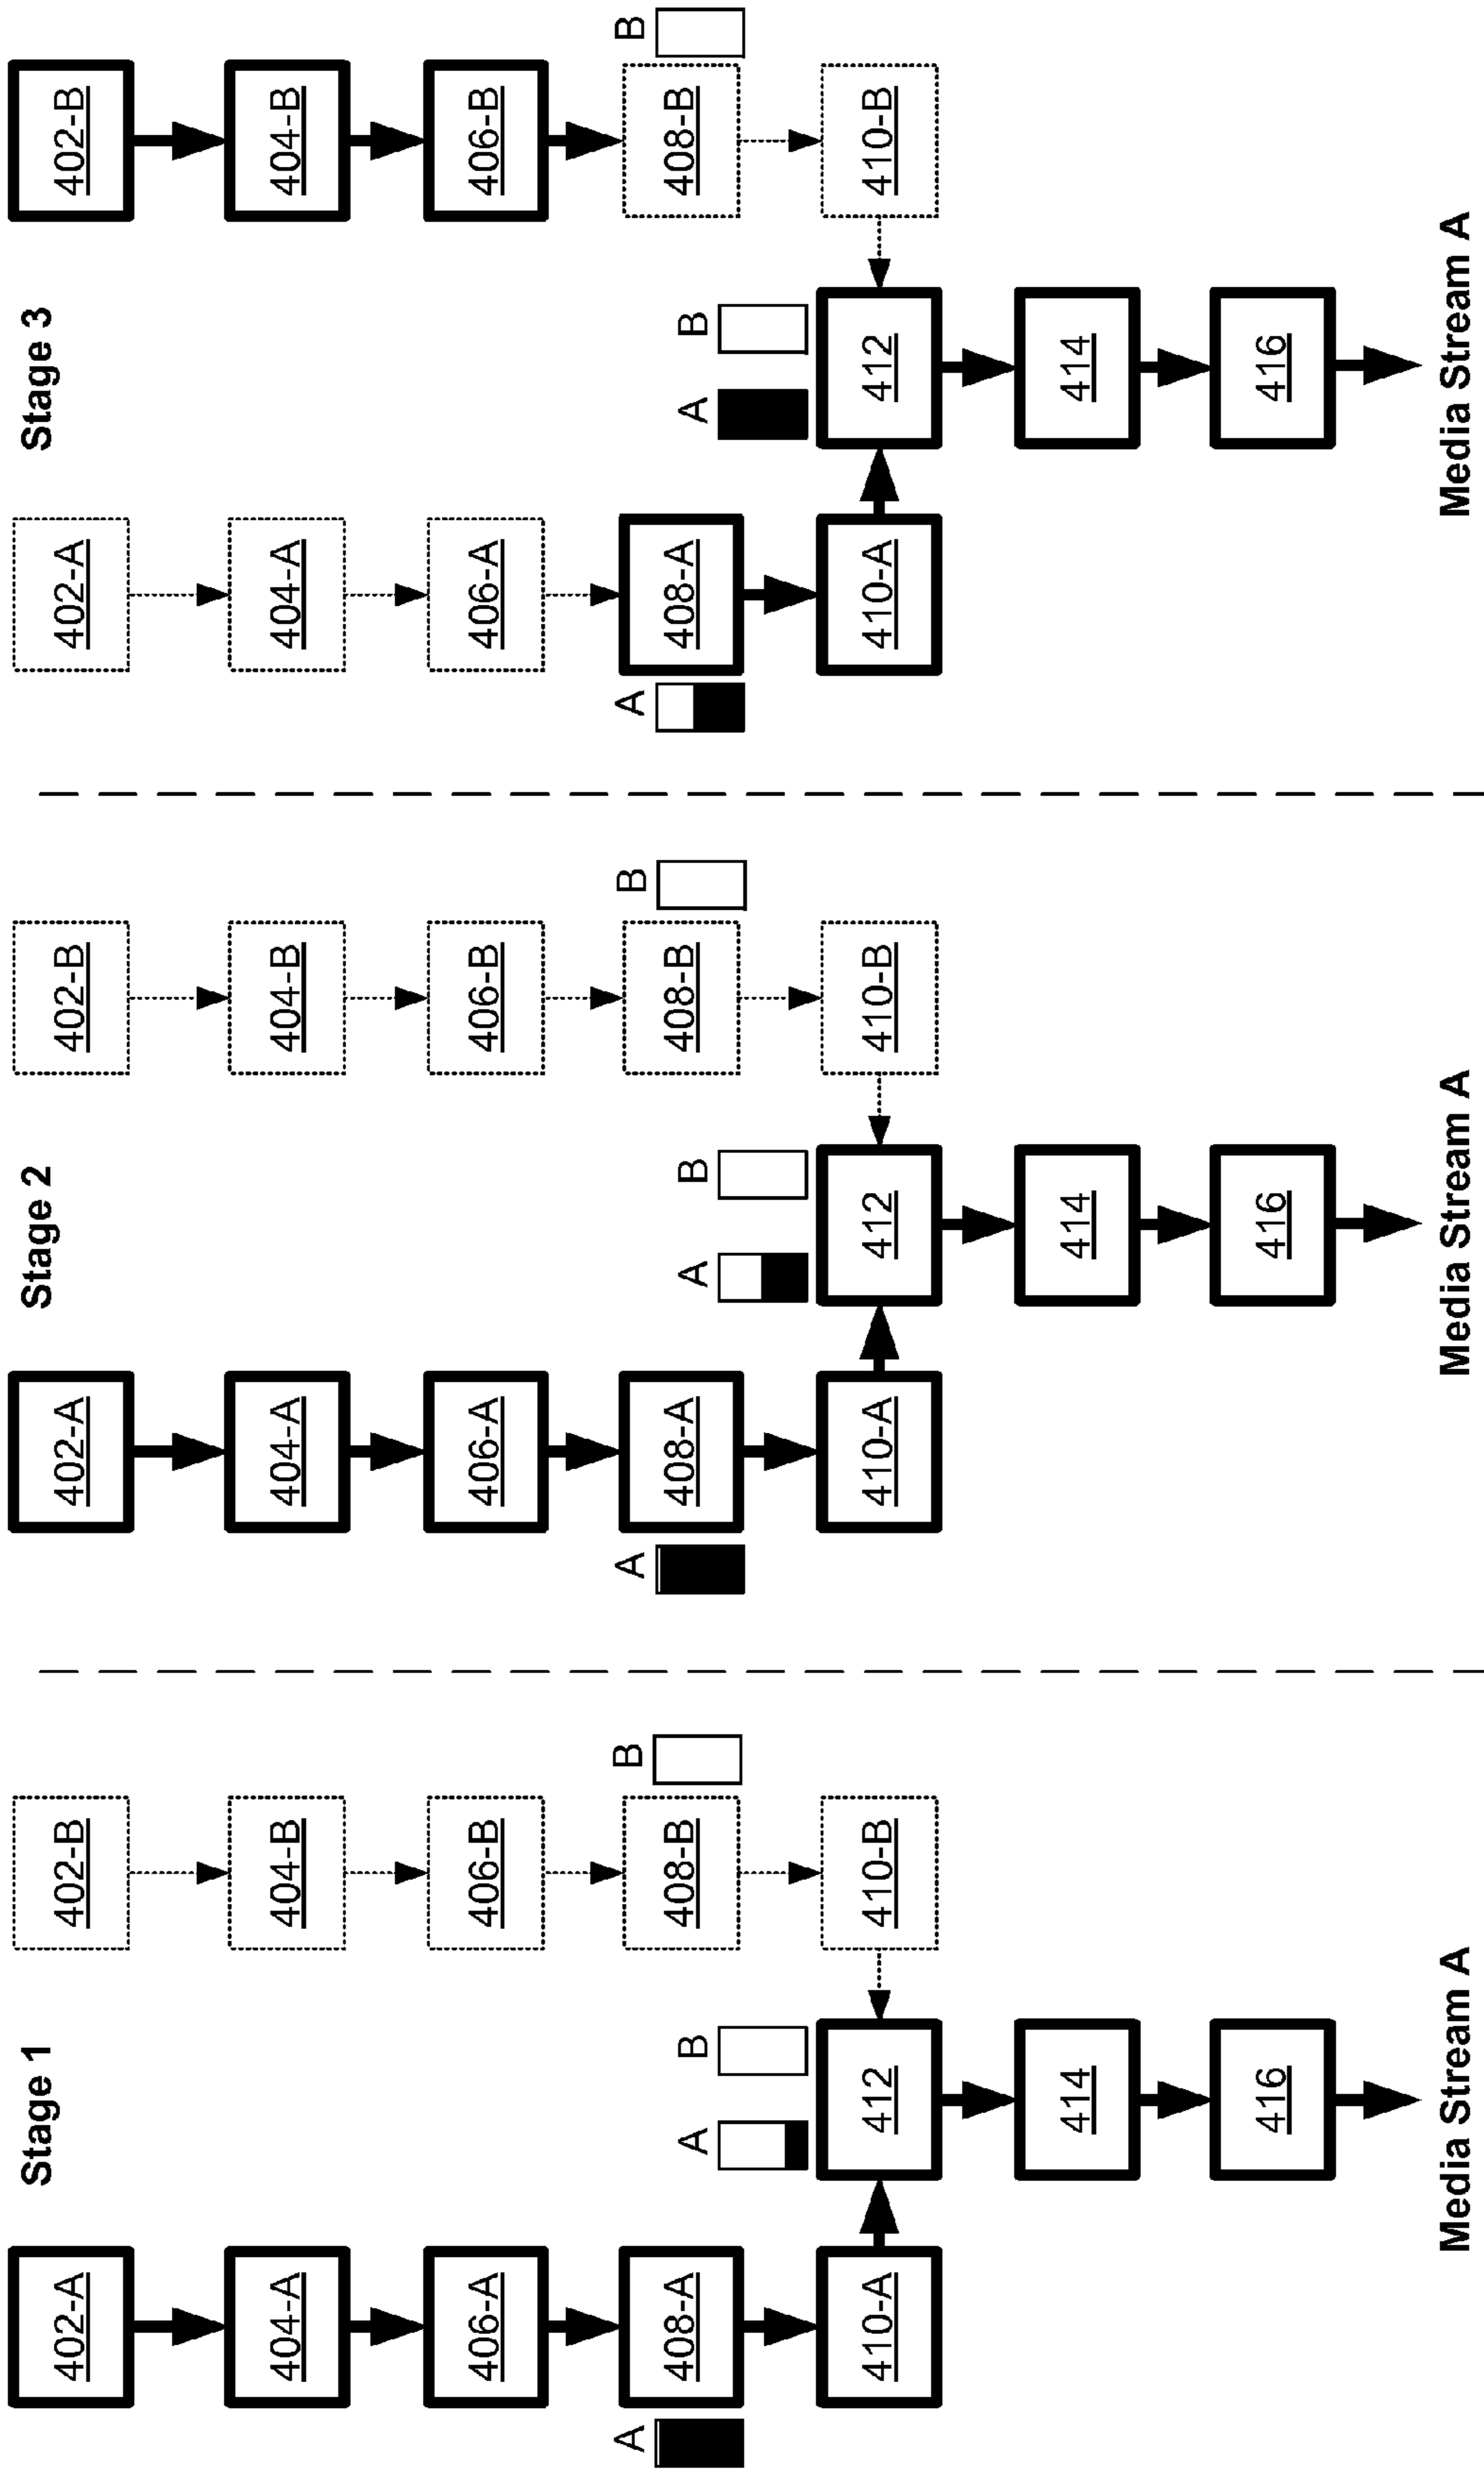 Stage 1
402-A
402-B
404-A
404-B
406-A
406-B
A
408-A
408-B
B
A
B
410-A
412
410-B
414
416
Media Stream A
Stage 2
402-A
402-B
404-A
404-B
406-A
406-B
A
408-A
408-B
B
A
B
410-A
412
410-B
414
416
Media Stream A
Stage 3
402-A
402-B
404-A
404-B
406-A
406-B
A
408-A
408-B
B
A
B
410-A
412
410-B
414
416
Media Stream A